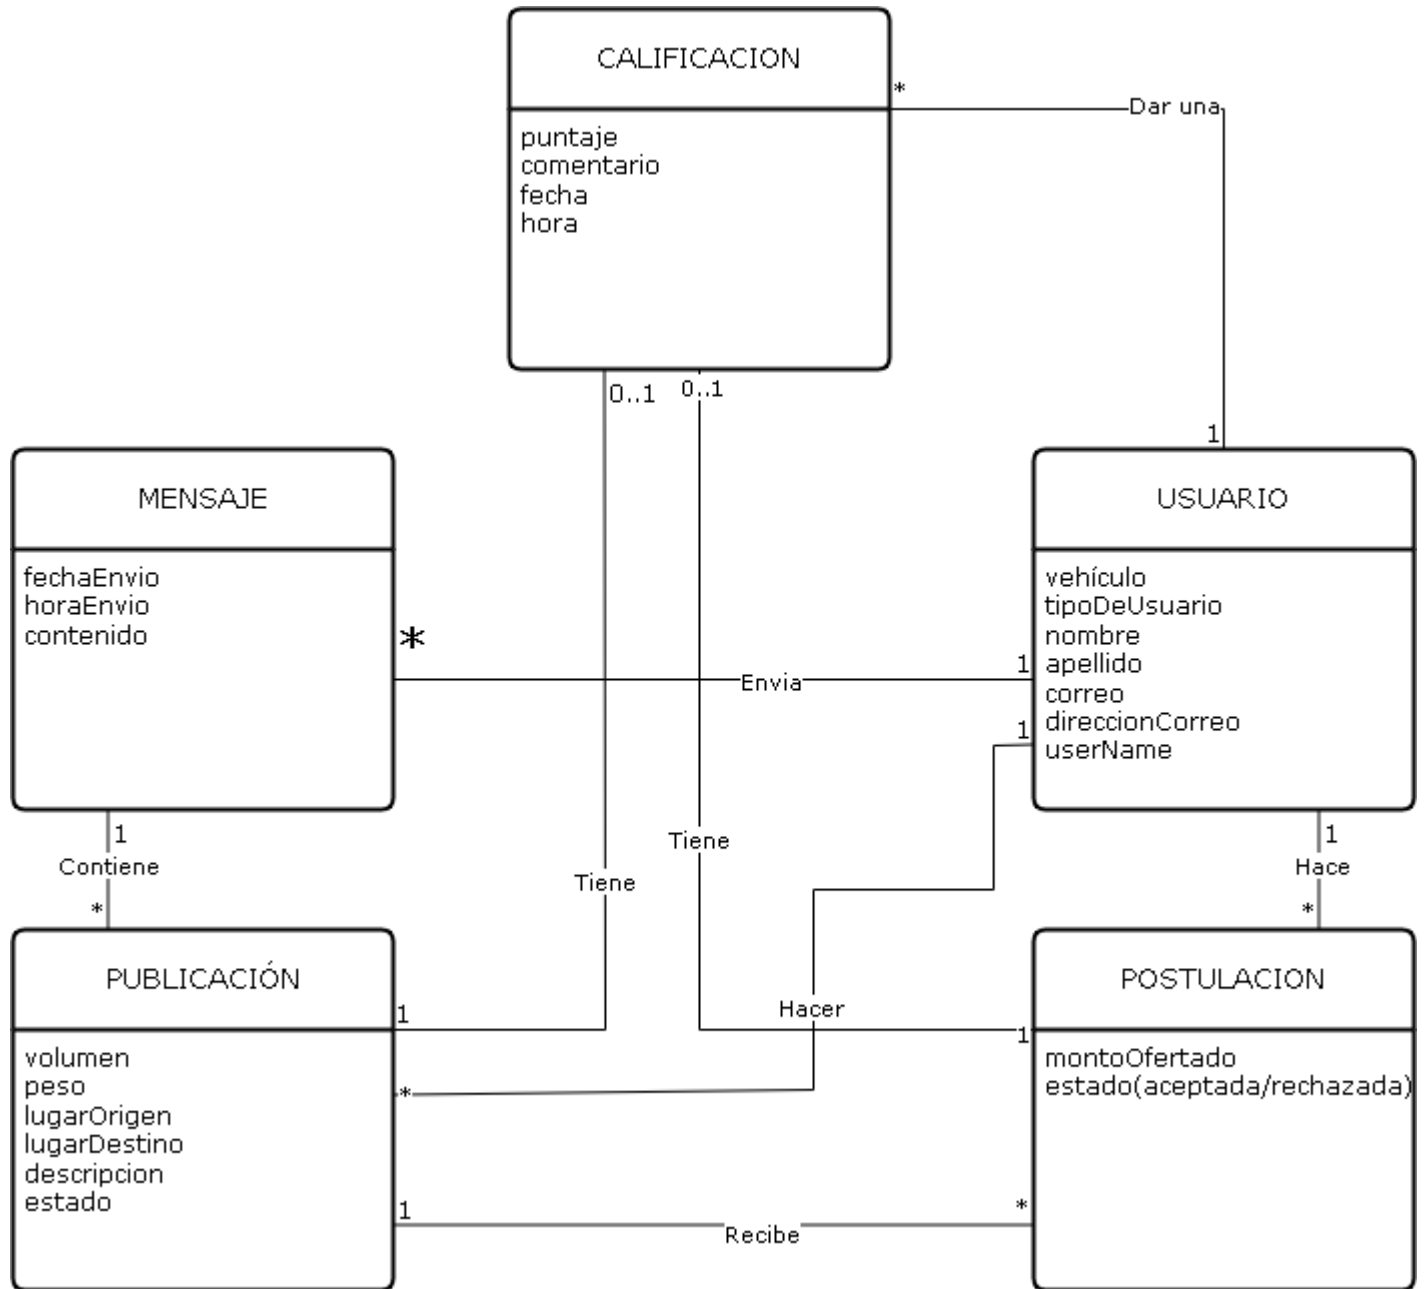 CALIFICACION
puntaje
comentario
fecha
hora
*
Dar una
0..1
0..1
1
MENSAJE
fechaEnvio
horaEnvio
contenido
*
Envia
1
USUARIO
vehículo
tipoDeUsuario
nombre
apellido
correo
direccionCorreo
userName
1
1
Contiene
*
Tiene
Tiene
1
Hace
*
PUBLICACIÓN
volumen
peso
lugarOrigen
lugarDestino
descripcion
estado
1
Hacer
*
1
Recibe
*
1
POSTULACION
montoOfertado
estado(aceptada/rechazada)